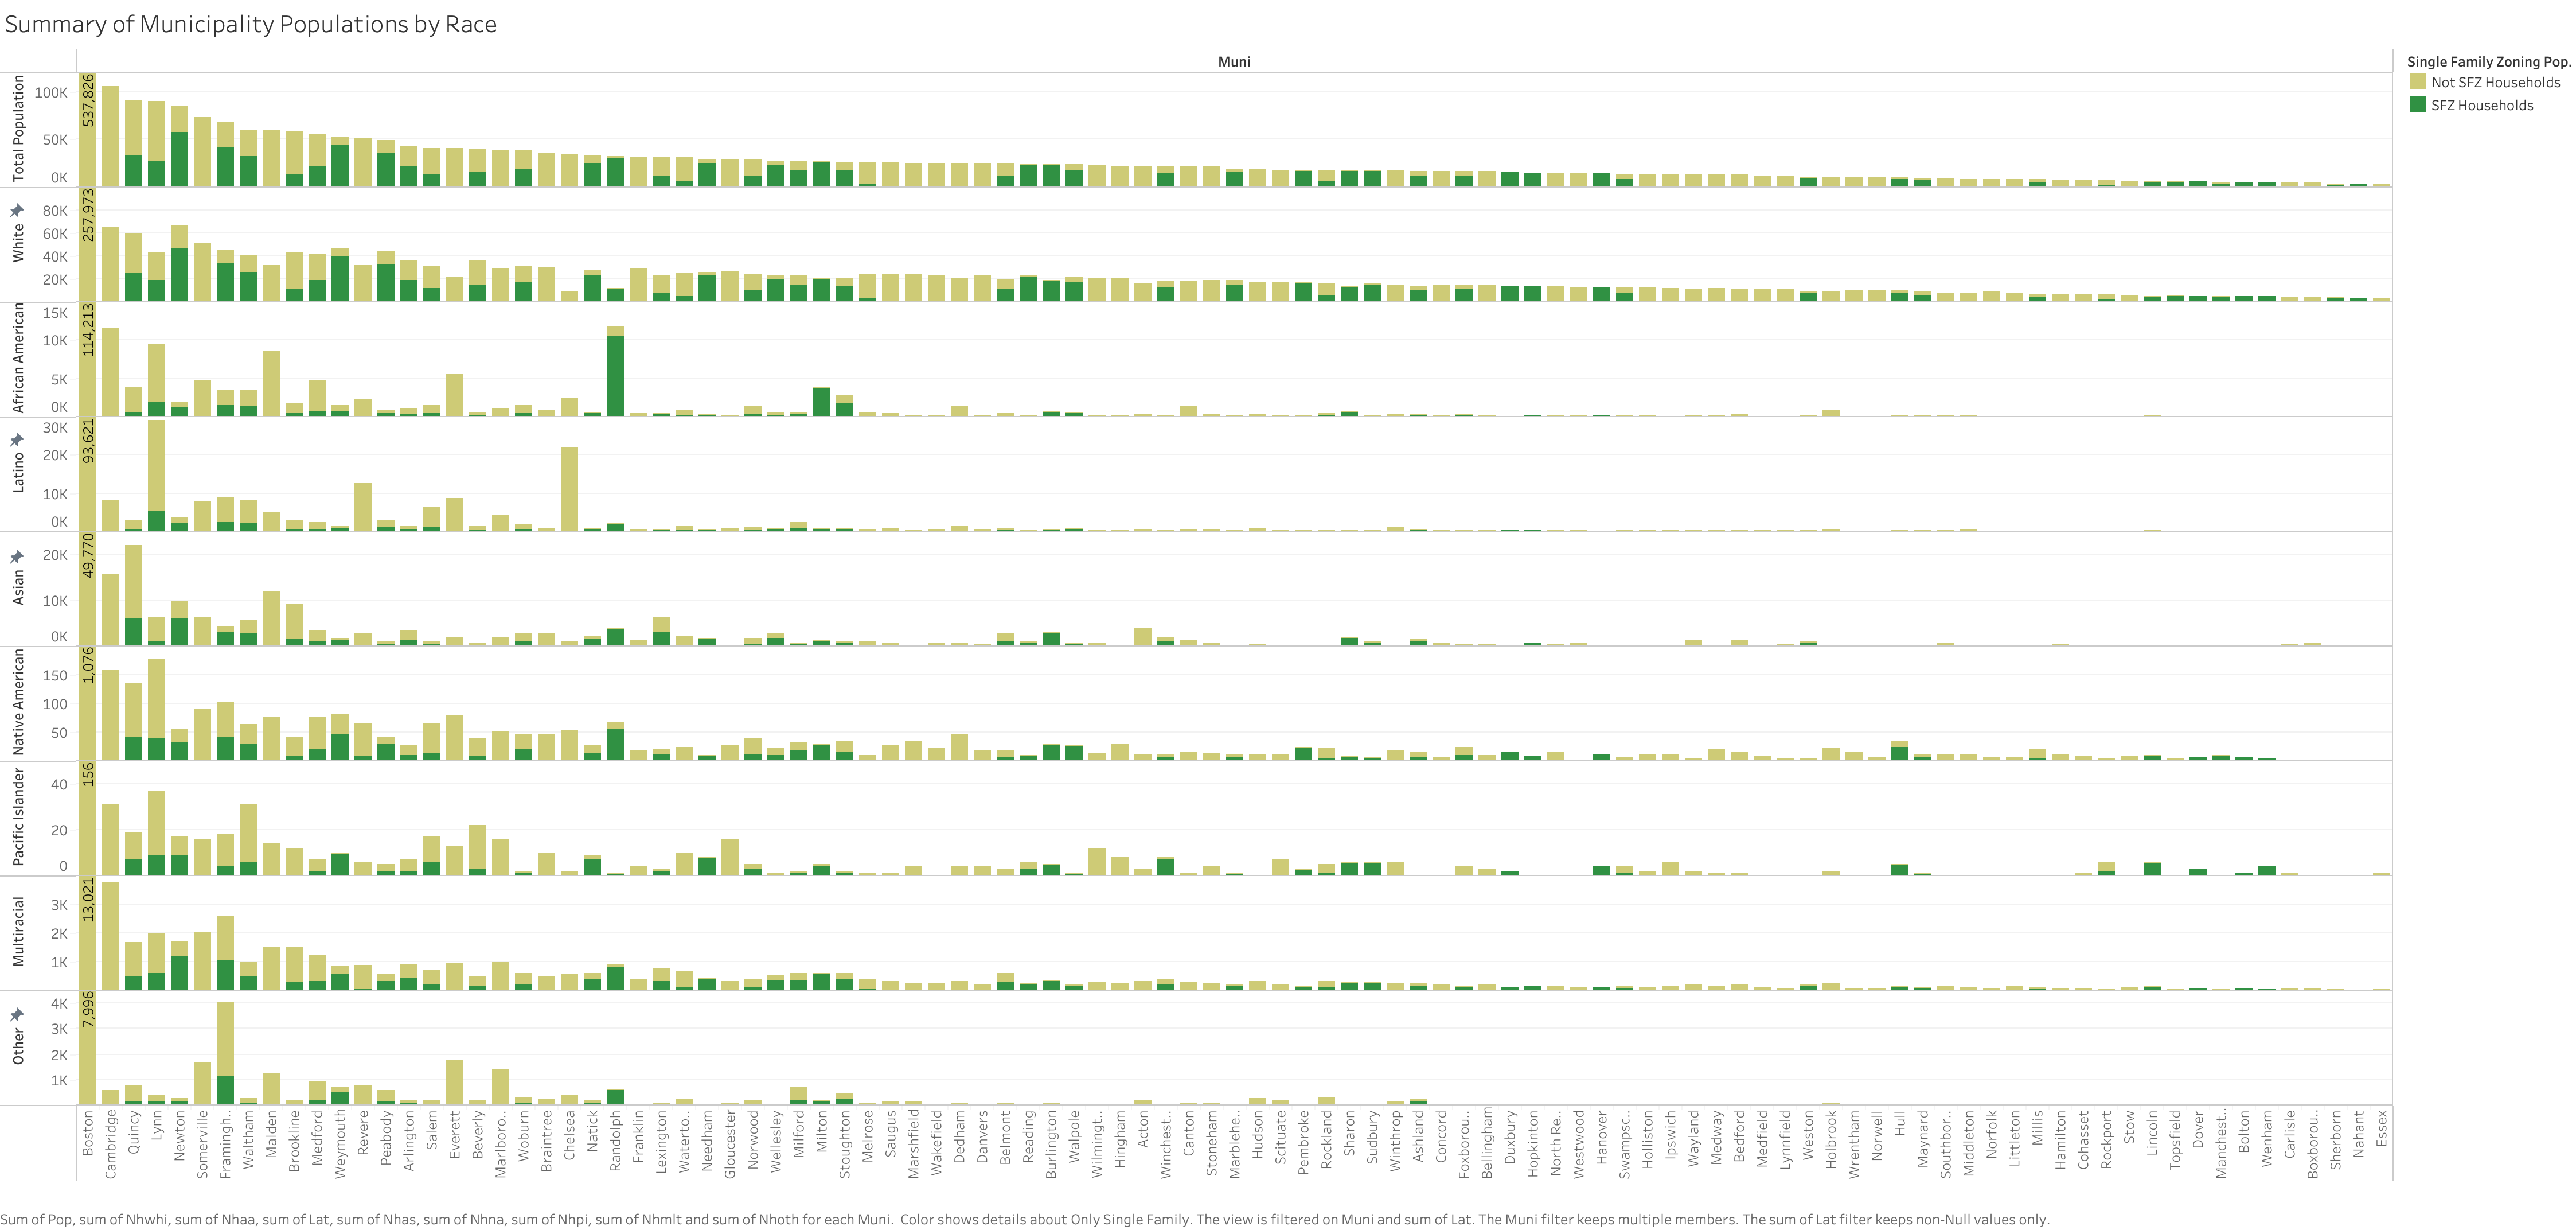 Summary of Municipality Populations by Race
Muni
Single Family Zoning Pop.
Not SFZ Households
SFZ Households
Total Population
100K
50K
0K
537,826
White
80K
60K
40K
20K
257,973
African American
15K
10K
5K
0K
114,213
Latino
30K
20K
10K
0K
93,621
Asian
20K
10K
0K
49,770
Native American
150
100
50
1,076
Pacific Islander
40
20
0
156
Multiracial
3K
2K
1K
13,021
Other
4K
3K
2K
1K
7,996
Boston
Cambridge
Quincy
Lynn
Newton
Somerville
Framingh..
Waltham
Malden
Brookline
Medford
Weymouth
Revere
Peabody
Arlington
Salem
Everett
Beverly
Marlboro..
Woburn
Braintree
Chelsea
Natick
Randolph
Franklin
Lexington
Waterto..
Needham
Gloucester
Norwood
Wellesley
Milford
Milton
Stoughton
Melrose
Saugus
Marshfield
Wakefield
Dedham
Danvers
Belmont
Reading
Burlington
Walpole
Wilmingt..
Hingham
Acton
Winchest..
Canton
Stoneham
Marblehe..
Hudson
Scituate
Pembroke
Rockland
Sharon
Sudbury
Winthrop
Ashland
Concord
Foxborou..
Bellingham
Duxbury
Hopkinton
North Re..
Westwood
Hanover
Swampsc..
Holliston
Ipswich
Wayland
Medway
Bedford
Medfield
Lynnfield
Weston
Holbrook
Wrentham
Norwell
Hull
Maynard
Southbor..
Middleton
Norfolk
Littleton
Millis
Hamilton
Cohasset
Rockport
Stow
Lincoln
Topsfield
Dover
Manchest..
Bolton
Wenham
Carlisle
Boxborou..
Sherborn
Nahant
Essex
Sum of Pop, sum of Nhwhi, sum of Nhaa, sum of Lat, sum of Nhas, sum of Nhna, sum of Nhpi, sum of Nhmlt and sum of Nhoth for each Muni. Color shows details about Only Single Family. The view is filtered on Muni and sum of Lat. The Muni filter keeps multiple members. The sum of Lat filter keeps non-Null values only.